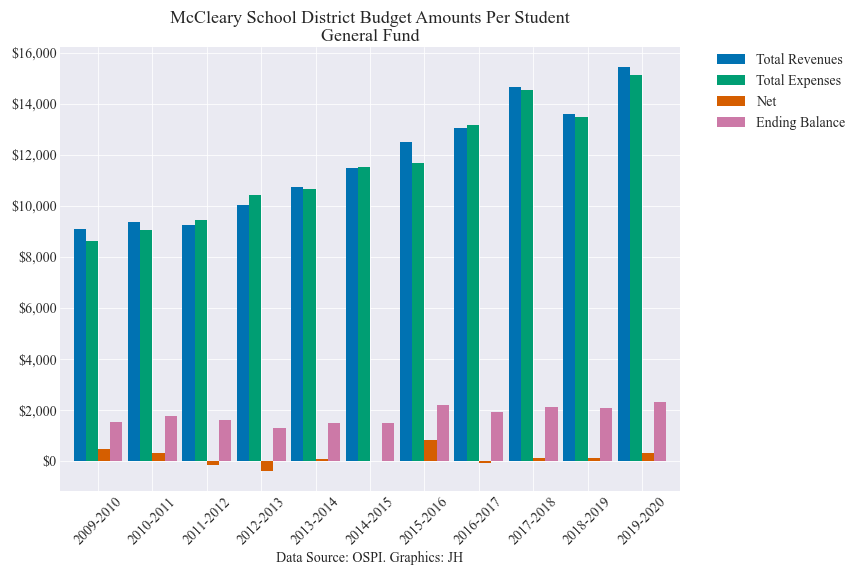 McCleary School District Budget Amounts Per Student
General Fund
$16,000
$14,000
$12,000
$10,000
$8,000
$6,000
$4,000
$2,000
$0
2009-2010
2010-2011
2011-2012
2012-2013
2013-2014
2014-2015
2015-2016
2016-2017
2017-2018
2018-2019
2019-2020
Data Source: OSPI. Graphics: JH
Total Revenues
Total Expenses
Net
Ending Balance